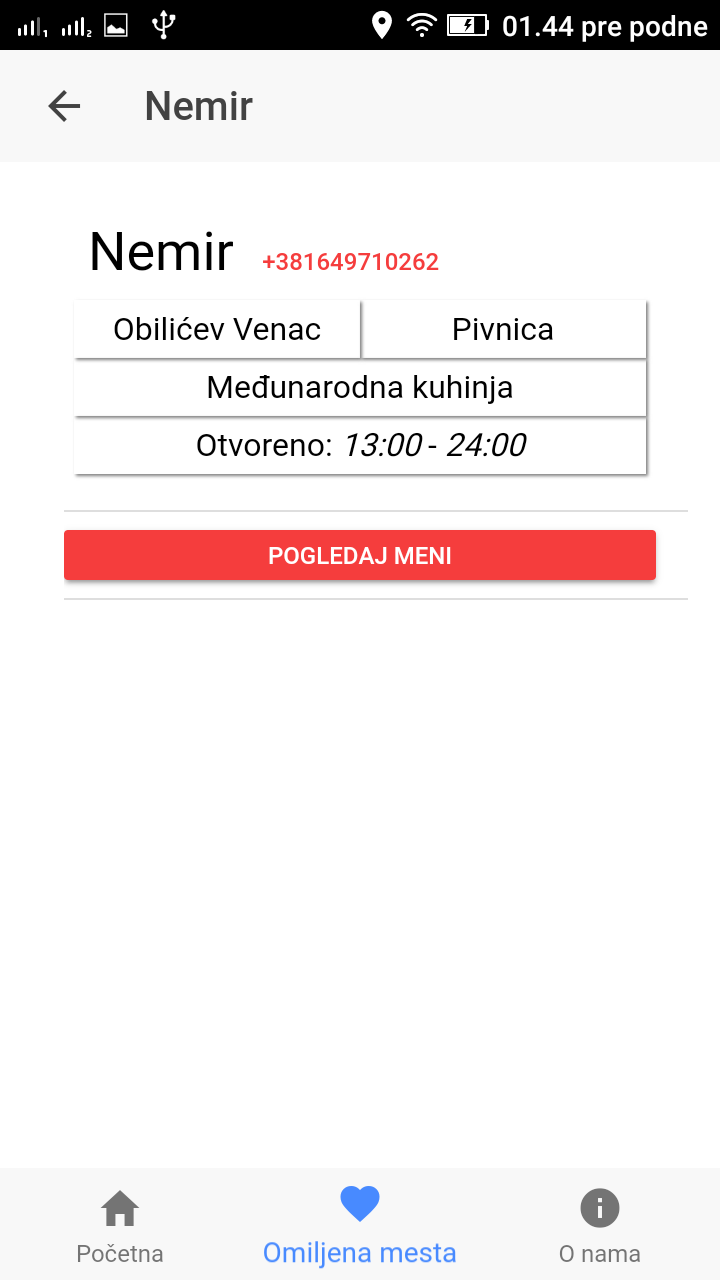 01.44 pre podne
Nemir
Nemir +381649710262
Obilićev Venac Pivnica
Međunarodna kuhinja
Otvoreno: 13:00 - 24:00
POGLEDAJ MENI
Početna Omiljena mesta O nama